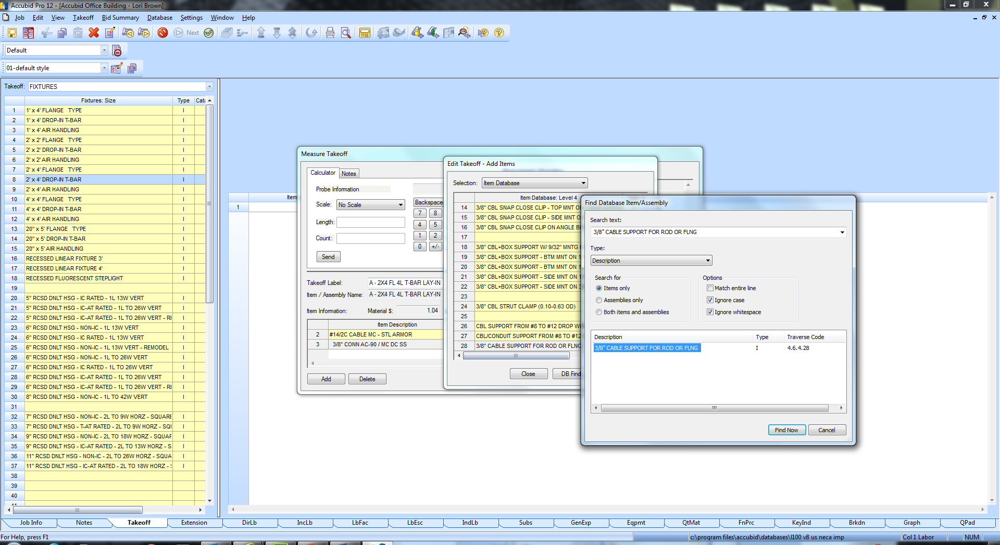 Accubid Pro 12 - [Accubid Office Building - Lori Brown]
Job Edit View Takeoff Bid Summary Database Settings Window Help
Next
Default
01-default style
Takeoff: FIXTURES
Fixtures: Size Type Cat
1 1' x 4' FLANGE TYPE I
2 1' x 4' DROP-IN T-BAR I
3 1' x 4' AIR HANDLING I
4 2' x 2' FLANGE TYPE I
5 2' x 2' DROP-IN T-BAR I
6 2' x 2' AIR HANDLING I
7 2' x 4' FLANGE TYPE I
8 2' x 4' DROP-IN T-BAR I
9 2' x 4' AIR HANDLING I
10 4' x 4' FLANGE TYPE I
11 4' x 4' DROP-IN T-BAR I
12 4' x 4' AIR HANDLING I
13 20" x 5' FLANGE TYPE I
14 20" x 5' DROP-IN T-BAR I
15 20" x 5' AIR HANDLING I
16 RECESSED LINEAR FIXTURE 3' I
17 RECESSED LINEAR FIXTURE 4' I
18 RECESSED FLUORESCENT STEPLIGHT I
19
20 5" RCSD DNLT HSG - IC RATED - 1L 13W VERT I
21 5" RCSD DNLT HSG - IC-AT RATED - 1L TO 26W VERT I
22 5" RCSD DNLT HSG - IC-AT RATED - 1L TO 26W VERT - RI I
23 6" RCSD DNLT HSG - NON-IC - 1L 13W VERT I
24 6" RCSD DNLT HSG - IC RATED - 1L 13W VERT I
25 6" RCSD DNLT HSG - NON-IC - 1L 13W VERT - REMODEL I
26 6" RCSD DNLT HSG - NON-IC - 1L TO 26W VERT I
27 6" RCSD DNLT HSG - IC RATED - 1L TO 26W VERT I
28 6" RCSD DNLT HSG - IC-AT RATED - 1L TO 26W VERT I
29 6" RCSD DNLT HSG - IC-AT RATED - 1L TO 26W VERT - RI I
30 8" RCSD DNLT HSG - NON-IC - 1L TO 42W VERT I
31
32 7" RCSD DNLT HSG - NON-IC - 2L TO 9W HORZ - SQUARE I
33 7" RCSD DNLT HSG - T-AT RATED - 2L TO 9W HORZ - SQI I
34 9" RCSD DNLT HSG - NON-IC - 2L TO 18W HORZ - SQUAF I
35 9" RCSD DNLT HSG - IC-AT RATED - 2L TO 13W HORZ - S I
36 11" RCSD DNLT HSG - NON-IC - 2L TO 26W HORZ - SQUA I
37 11" RCSD DNLT HSG - IC-AT RATED - 2L TO 18W HORZ - I
38
39
40
41
Item
1
Measure Takeoff
Calculator Notes
Probe Information
Scale: No Scale
Length:
Count:
Send
Backspace
7 8
4 5
1 2
0 +/-
Takeoff Label: A - 2X4 FL 4L T-BAR LAY-IN
Item / Assembly Name: A - 2X4 FL 4L T-BAR LAY-IN
Item Information: Material $: 1.04
Item Description
2 #14/2C CABLE MC - STL ARMOR
3 3/8" CONN AC-90 / MC DC SS
Add Delete
Edit Takeoff - Add Items
Selection: Item Database
Item Database: Level 4
14 3/8" CBL SNAP CLOSE CLIP - TOP MNT O
15 3/8" CBL SNAP CLOSE CLIP - SIDE MNT O
16 3/8" CBL SNAP CLOSE CLIP ON ANGLE B
17
18 3/8" CBL+BOX SUPPORT W/ 9/32" MNTG
19 3/8" CBL+BOX SUPPORT - BTM MNT ON 1
20 3/8" CBL+BOX SUPPORT - BTM MNT ON 1
21 3/8" CBL+BOX SUPPORT - SIDE MNT ON 1
22 3/8" CBL+BOX SUPPORT - SIDE MNT ON 3
23
24 3/8" CBL STRUT CLAMP (0.10-0.63 OD)
25
26 CBL SUPPORT FROM #8 TO #12 DROP W
27 CBL/CONDUIT SUPPORT FROM #8 TO #12
28 3/8" CABLE SUPPORT FOR ROD OR FLNG
Close DB Find
Find Database Item/Assembly
Search text:
3/8" CABLE SUPPORT FOR ROD OR FLNG
Type:
Description
Search for
Items only
Assemblies only
Both items and assemblies
Options
Match entire line
Ignore case
Ignore whitespace
Description Type Traverse Code
3/8" CABLE SUPPORT FOR ROD OR FLNG I 4.6.4.28
Find Now Cancel
Job Info Notes Takeoff Extension DirLb IncLb LbFac LbEsc IndLb Subs GenExp Eqpmt QtMat FnPrc KeyInd Brkdn Graph QPad
For Help, press F1 c:\program files\accubid\databases\l100 v8 us neca imp Col 1 Labor NUM